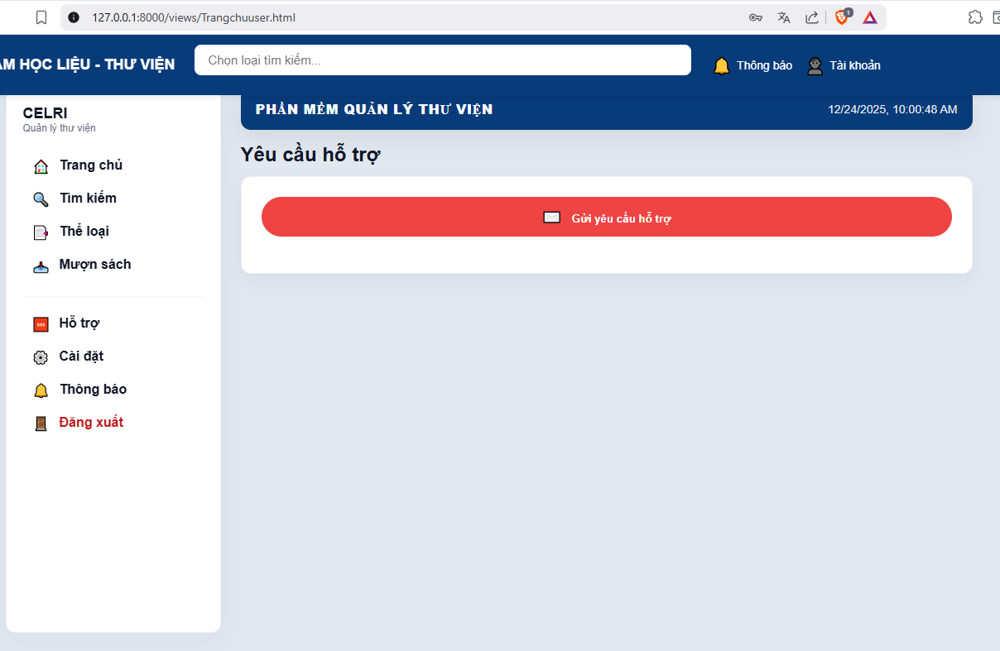 127.0.0.1:8000/views/Trangchuuser.html
1
HỌC LIỆU - THƯ VIỆN
Chọn loại tìm kiếm...
Thông báo
Tài khoản
CELRI
Quản lý thư viện
Trang chủ
Tìm kiếm
Thể loại
Mượn sách
SOS
Hỗ trợ
Cài đặt
Thông báo
Đăng xuất
PHẦN MỀM QUẢN LÝ THƯ VIỆN
12/24/2025, 10:00:48 AM
Yêu cầu hỗ trợ
Gửi yêu cầu hỗ trợ